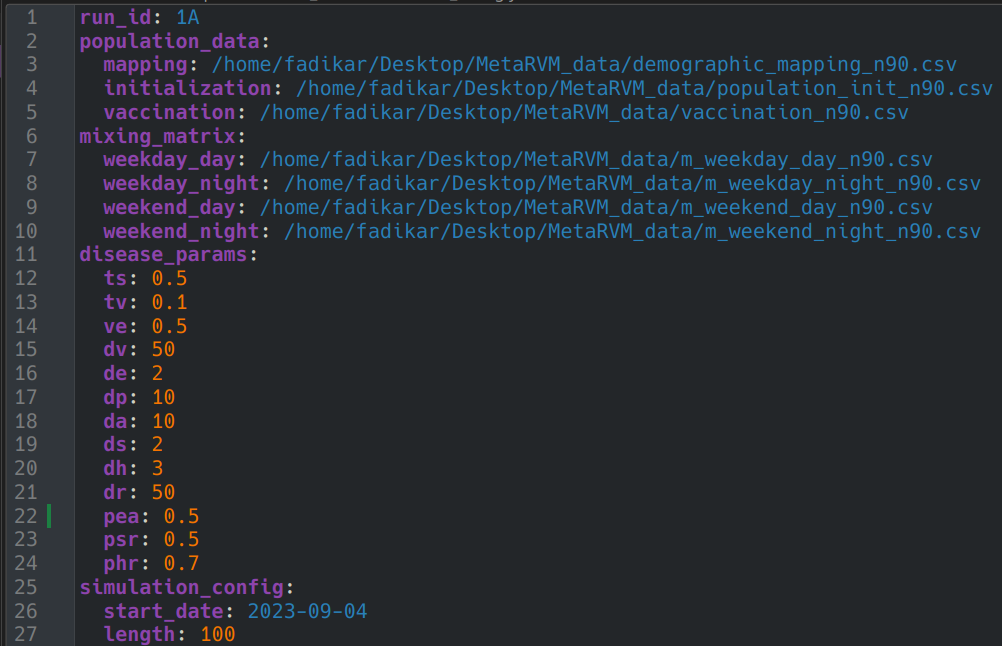 1 run_id: 1A
2 population_data:
3   mapping: /home/fadikar/Desktop/MetaRVM_data/demographic_mapping_n90.csv
4   initialization: /home/fadikar/Desktop/MetaRVM_data/population_init_n90.csv
5   vaccination: /home/fadikar/Desktop/MetaRVM_data/vaccination_n90.csv
6 mixing_matrix:
7   weekday_day: /home/fadikar/Desktop/MetaRVM_data/m_weekday_day_n90.csv
8   weekday_night: /home/fadikar/Desktop/MetaRVM_data/m_weekday_night_n90.csv
9   weekend_day: /home/fadikar/Desktop/MetaRVM_data/m_weekend_day_n90.csv
10   weekend_night: /home/fadikar/Desktop/MetaRVM_data/m_weekend_night_n90.csv
11 disease_params:
12   ts: 0.5
13   tv: 0.1
14   ve: 0.5
15   dv: 50
16   de: 2
17   dp: 10
18   da: 10
19   ds: 2
20   dh: 3
21   dr: 50
22   pea: 0.5
23   psr: 0.5
24   phr: 0.7
25 simulation_config:
26   start_date: 2023-09-04
27   length: 100